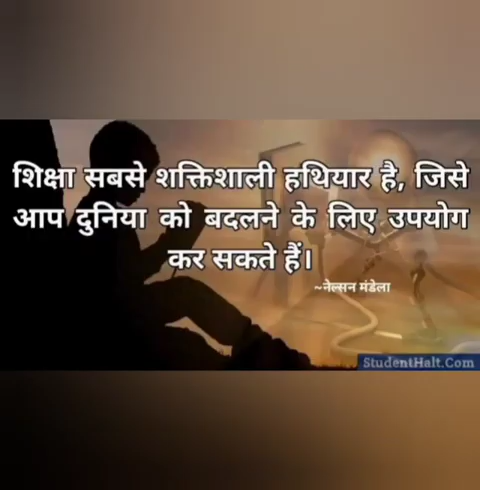 शिक्षा सबसे शक्तिशाली हथियार है, जिसे
आप दुनिया को बदलने के लिए उपयोग
कर सकते हैं।
~नेल्सन मंडेला
StudentHalt.Com